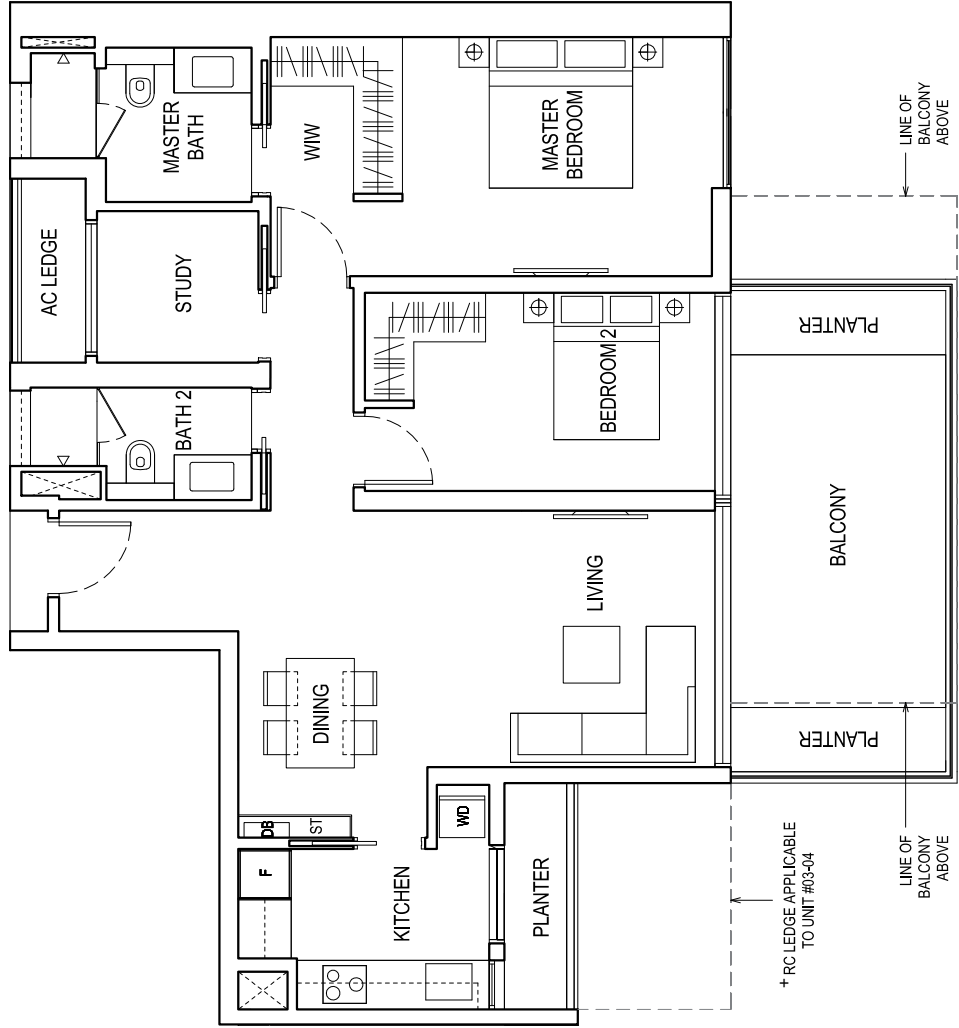 AC LEDGE
MASTER
BATH
STUDY
BATH 2
WIW
MASTER
BEDROOM
BEDROOM 2
LINE OF
BALCONY
ABOVE
PLANTER
BALCONY
PLANTER
LIVING
DINING
DB
ST
F
WD
KITCHEN
PLANTER
LINE OF
BALCONY
ABOVE
+ RC LEDGE APPLICABLE
TO UNIT #03-04